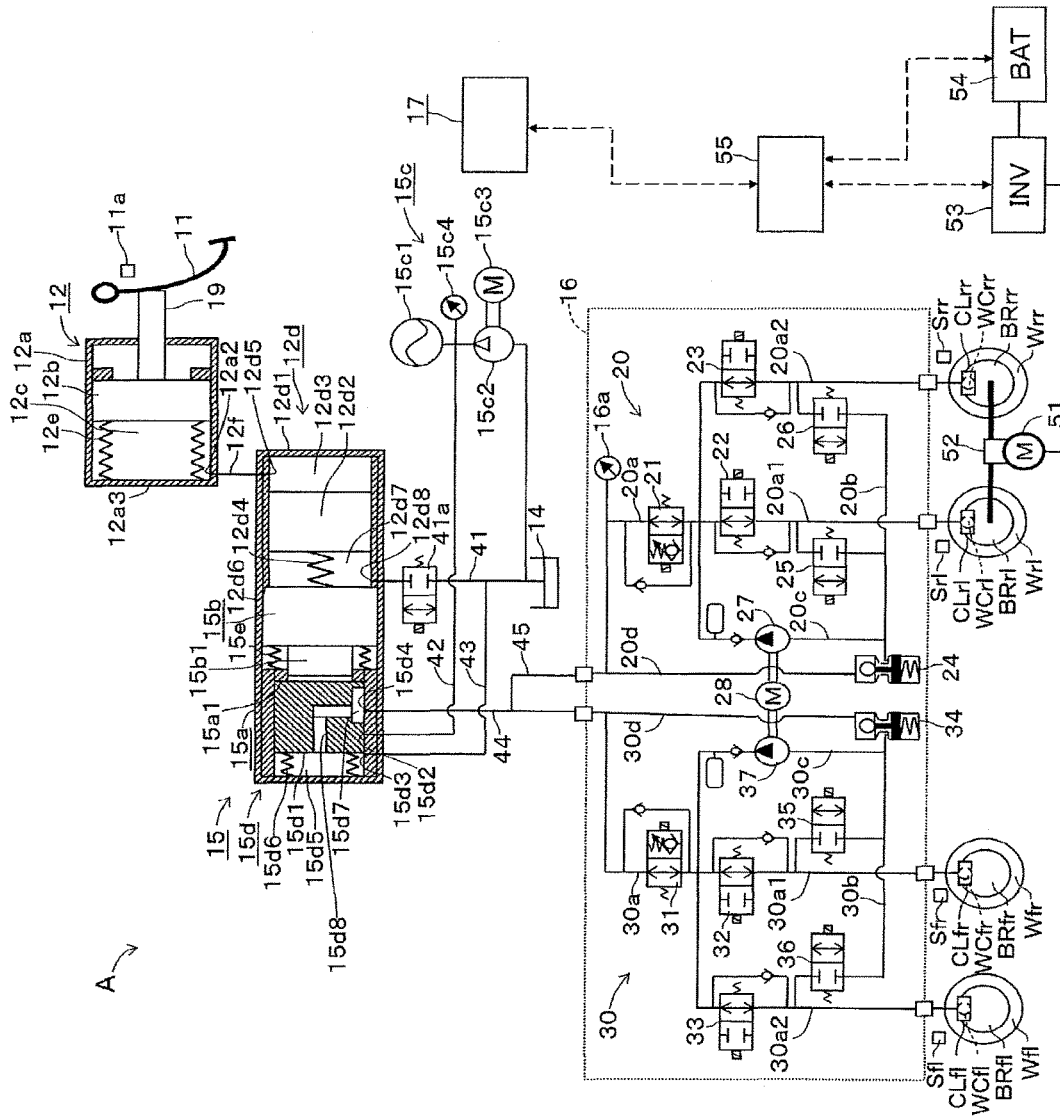 A
15
15d
15d6
15d1
15d5
15d7
15d8
15d3
15d2
15a
15a1
15b1
15e
15b
15d4
12d6
12d4
12a3
12e
12c
12b
12a
12
19
11
11a
12a2
12f
12d5
12d
12d1
12d3
12d2
12d7
12d8
41a
41
14
42
43
44
45
15c1
15c
15c4
15c3
15c2
M
17
55
54
BAT
53
INV
16
16a
20
20a
21
22
23
20a2
20a1
20b
20c
20d
24
25
26
27
28
M
30
30a
31
32
33
30a1
30a2
30b
30c
30d
34
35
36
37
Sfl
CLfl
WCfl
BRfl
Wfl
Sfr
CLfr
WCfr
BRfr
Wfr
Srl
CLrl
WCrl
BRrl
Wrl
Srr
CLrr
WCrr
BRrr
Wrr
52
M
51